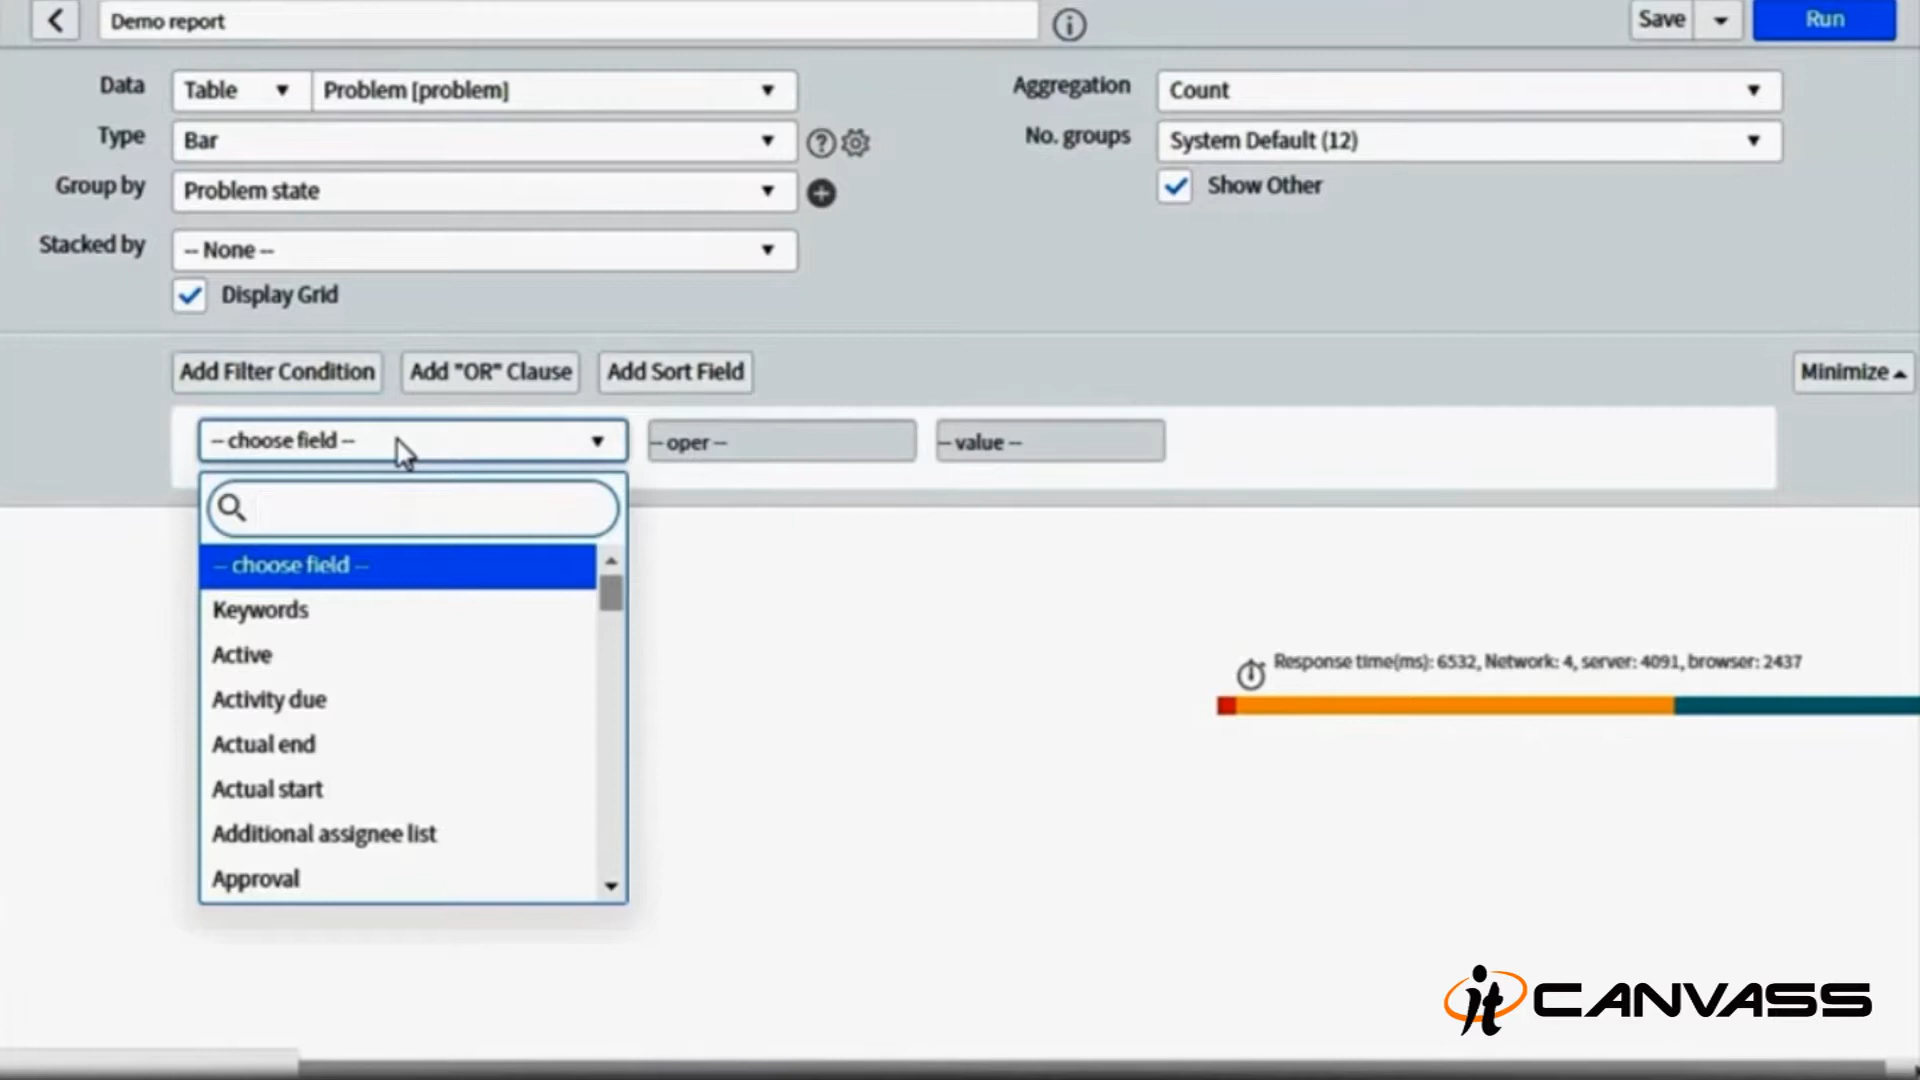 Demo report
Save
Run
Data
Table
Problem [problem]
Aggregation
Count
Type
Bar
No. groups
System Default (12)
Group by
Problem state
Show Other
Stacked by
-- None --
Display Grid
Add Filter Condition
Add "OR" Clause
Add Sort Field
Minimize
-- choose field --
-- oper --
-- value --
-- choose field --
Keywords
Active
Activity due
Actual end
Actual start
Additional assignee list
Approval
Response time(ms): 6532, Network: 4, server: 4091, browser: 2437
it CANVASS